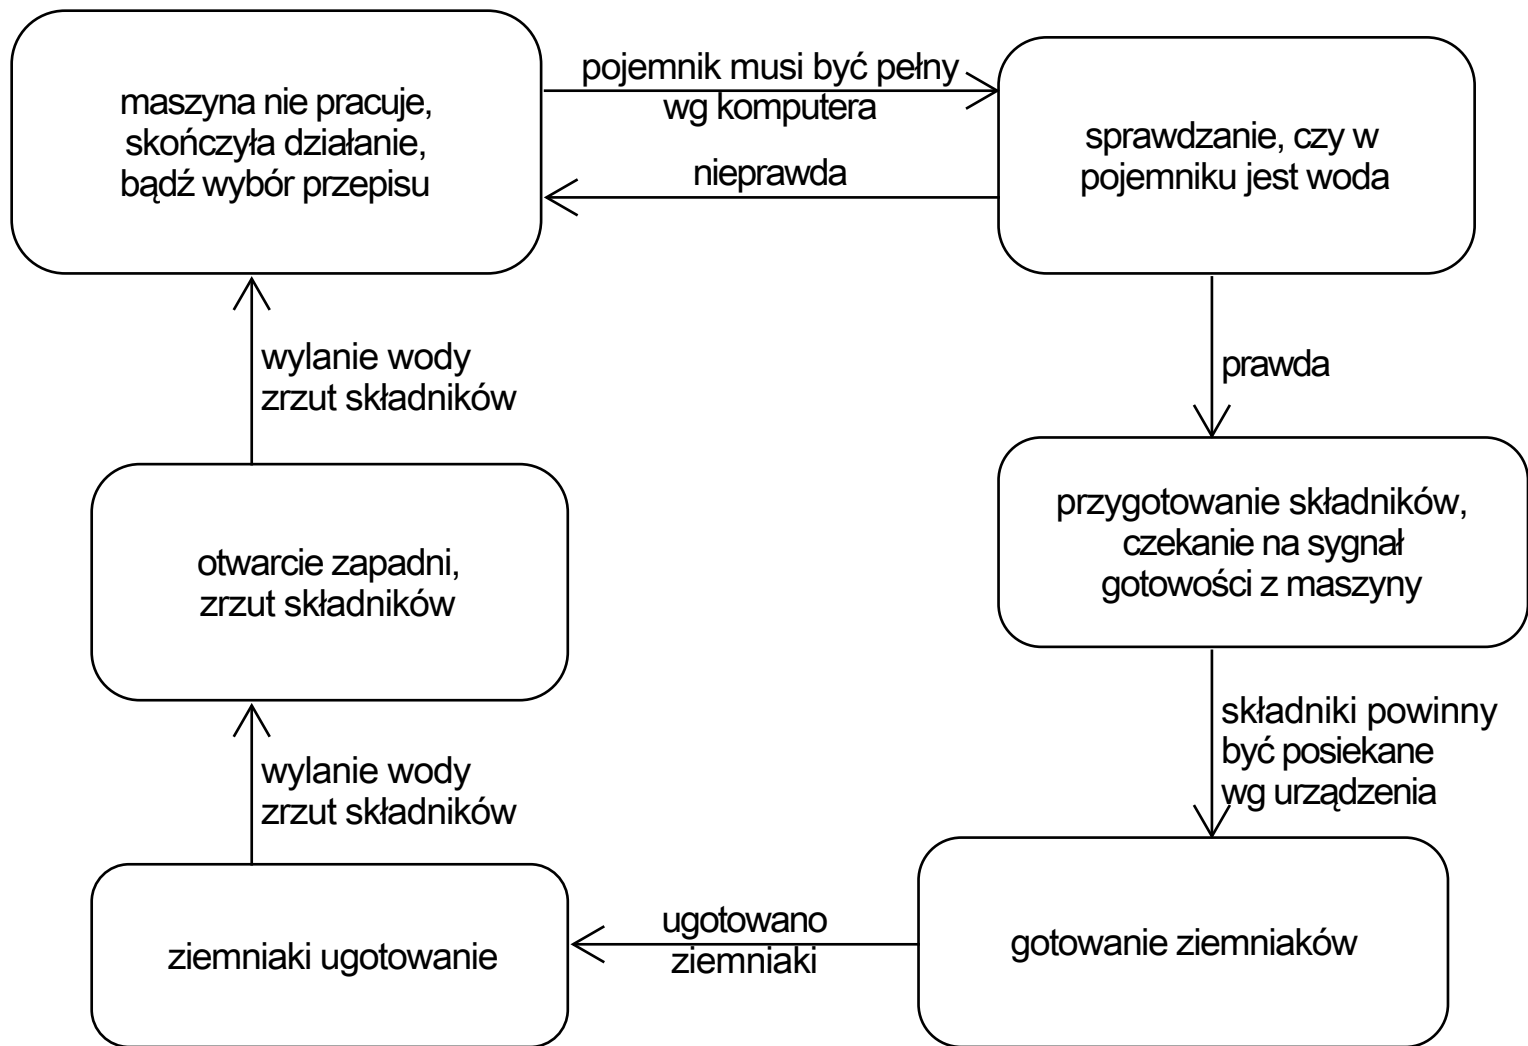 maszyna nie pracuje,
skończyła działanie,
bądź wybór przepisu
pojemnik musi być pełny
wg komputera
nieprawda
sprawdzanie, czy w
pojemniku jest woda
wylanie wody
zrzut składników
prawda
otwarcie zapadni,
zrzut składników
przygotowanie składników,
czekanie na sygnał
gotowości z maszyny
wylanie wody
zrzut składników
składniki powinny
być posiekane
wg urządzenia
ziemniaki ugotowanie
ugotowano
ziemniaki
gotowanie ziemniaków